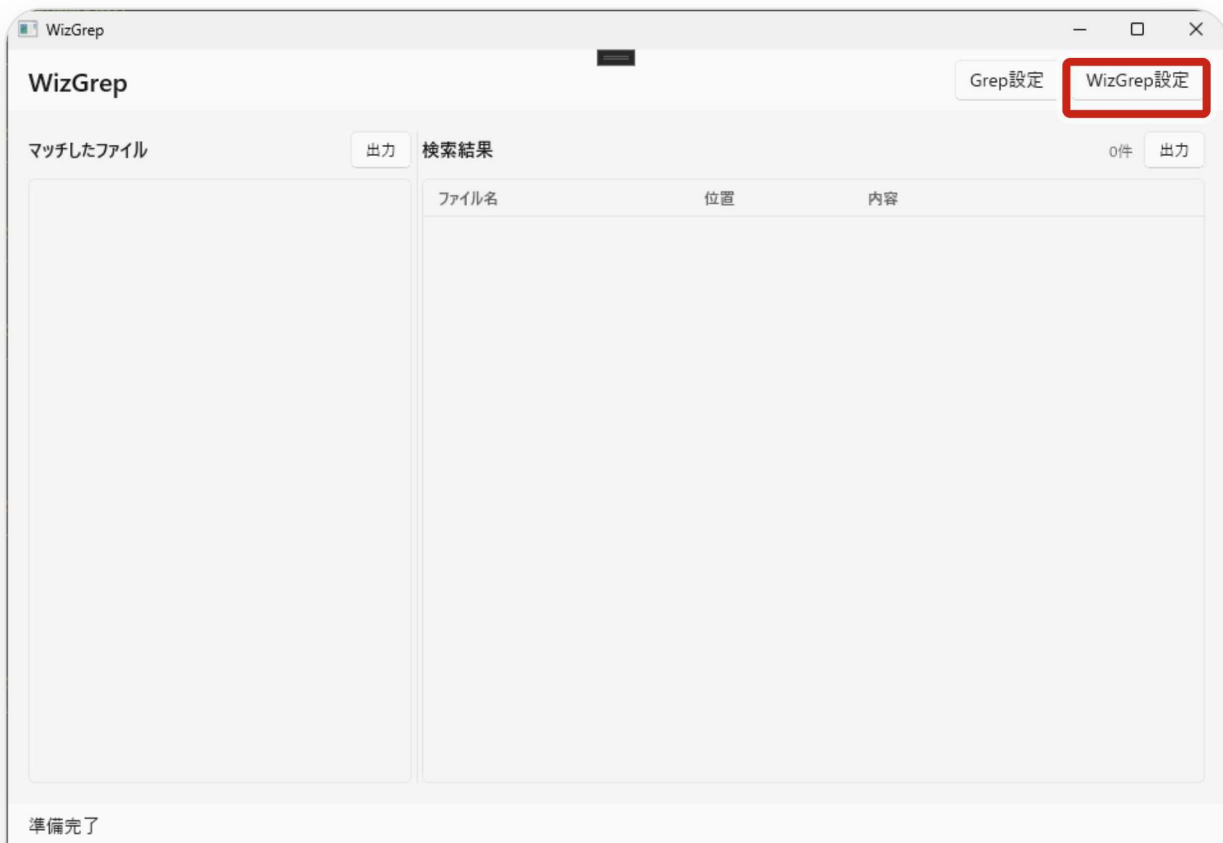 WizGrep
WizGrep
Grep設定
WizGrep設定
マッチしたファイル
出力
検索結果
0件
出力
ファイル名
位置
内容
準備完了